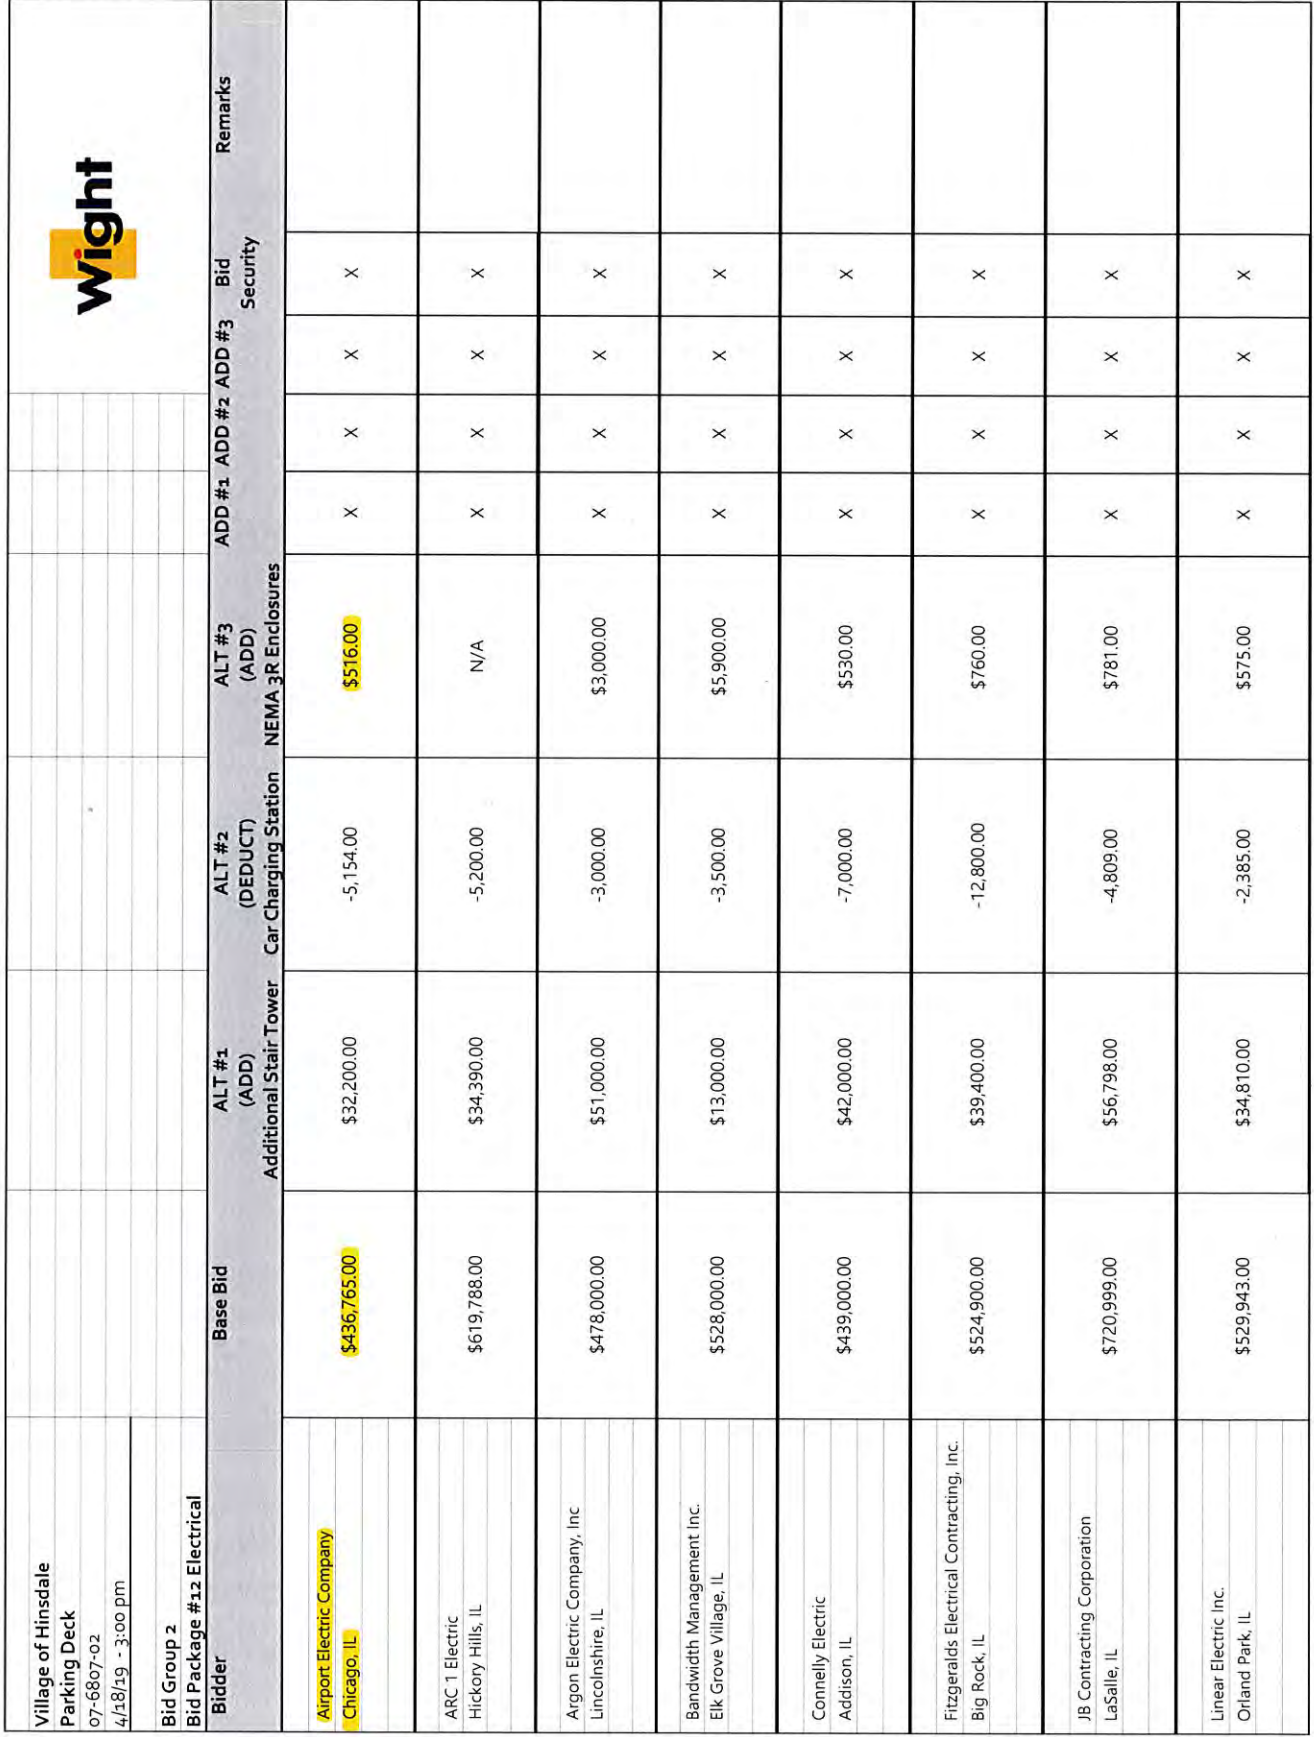 Village of Hinsdale
Parking Deck
07-6807-02
4/18/19 - 3:00 pm
Wight
Bid Group 2
Bid Package #12 Electrical
Bidder Base Bid ALT #1 ALT #2 ALT #3 ADD #1 ADD #2 ADD #3 Bid Remarks
(ADD) (DEDUCT) (ADD) Security
Additional Stair Tower Car Charging Station NEMA 3R Enclosures
Airport Electric Company
Chicago, IL $436,765.00 $32,200.00 -5,154.00 $516.00 X X X X
ARC 1 Electric
Hickory Hills, IL $619,788.00 $34,390.00 -5,200.00 N/A X X X X
Argon Electric Company, Inc
Lincolnshire, IL $478,000.00 $51,000.00 -3,000.00 $3,000.00 X X X X
Bandwidth Management Inc.
Elk Grove Village, IL $528,000.00 $13,000.00 -3,500.00 $5,900.00 X X X X
Connelly Electric
Addison, IL $439,000.00 $42,000.00 -7,000.00 $530.00 X X X X
Fitzgeralds Electrical Contracting, Inc.
Big Rock, IL $524,900.00 $39,400.00 -12,800.00 $760.00 X X X X
JB Contracting Corporation
LaSalle, IL $720,999.00 $56,798.00 -4,809.00 $781.00 X X X X
Linear Electric Inc.
Orland Park, IL $529,943.00 $34,810.00 -2,385.00 $575.00 X X X X